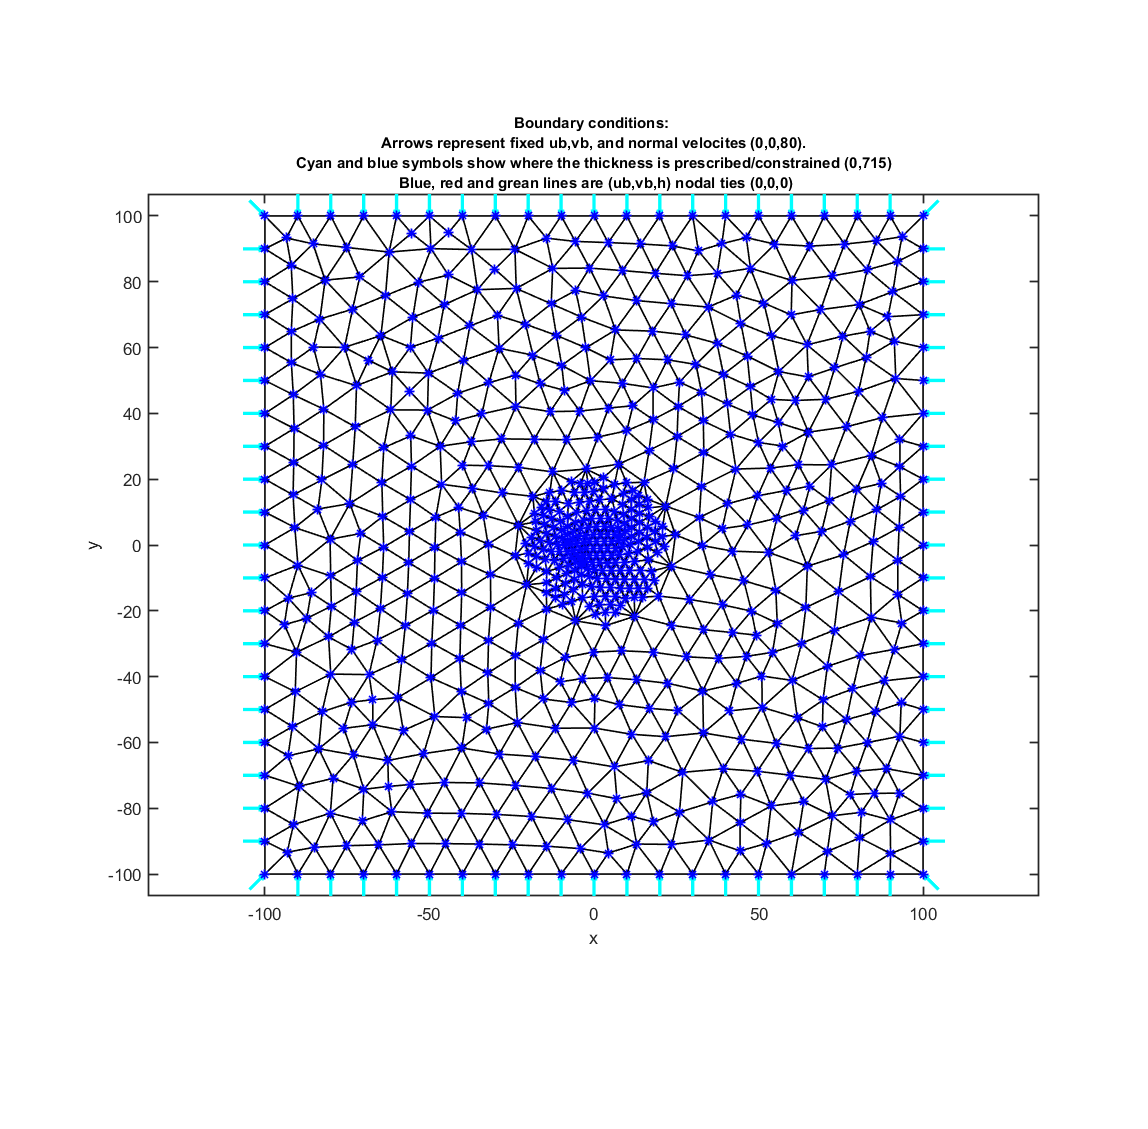 Boundary conditions:
Arrows represent fixed ub,vb, and normal velocites (0,0,80).
Cyan and blue symbols show where the thickness is prescribed/constrained (0,715)
Blue, red and grean lines are (ub,vb,h) nodal ties (0,0,0)
100
80
60
40
20
0
-20
-40
-60
-80
-100
y
-100 -50 0 50 100
x